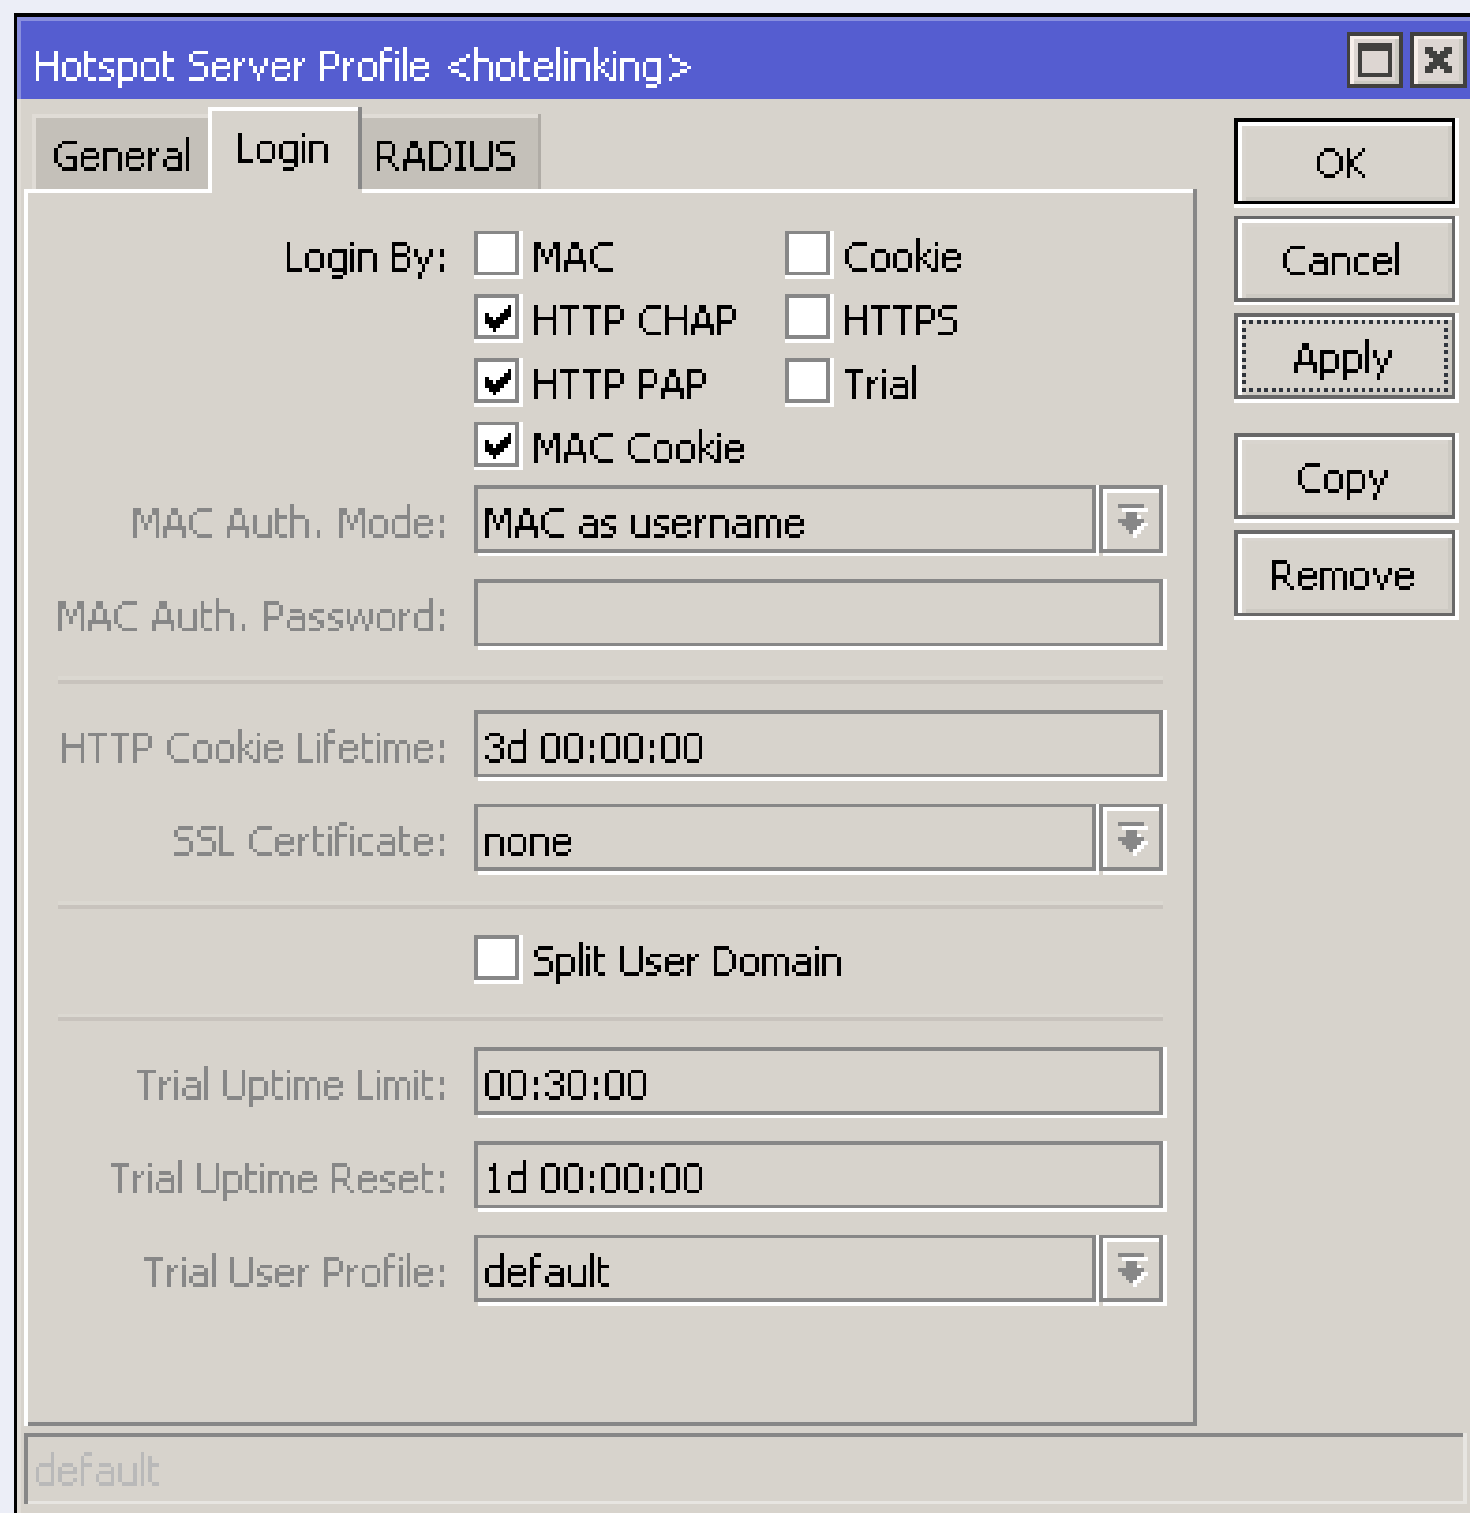 Hotspot Server Profile <hotelinking>
General Login RADIUS
OK
Cancel
Apply
Copy
Remove
Login By: MAC Cookie
HTTP CHAP HTTPS
HTTP PAP Trial
MAC Cookie
MAC Auth. Mode: MAC as username
MAC Auth. Password:
HTTP Cookie Lifetime: 3d 00:00:00
SSL Certificate: none
Split User Domain
Trial Uptime Limit: 00:30:00
Trial Uptime Reset: 1d 00:00:00
Trial User Profile: default
default